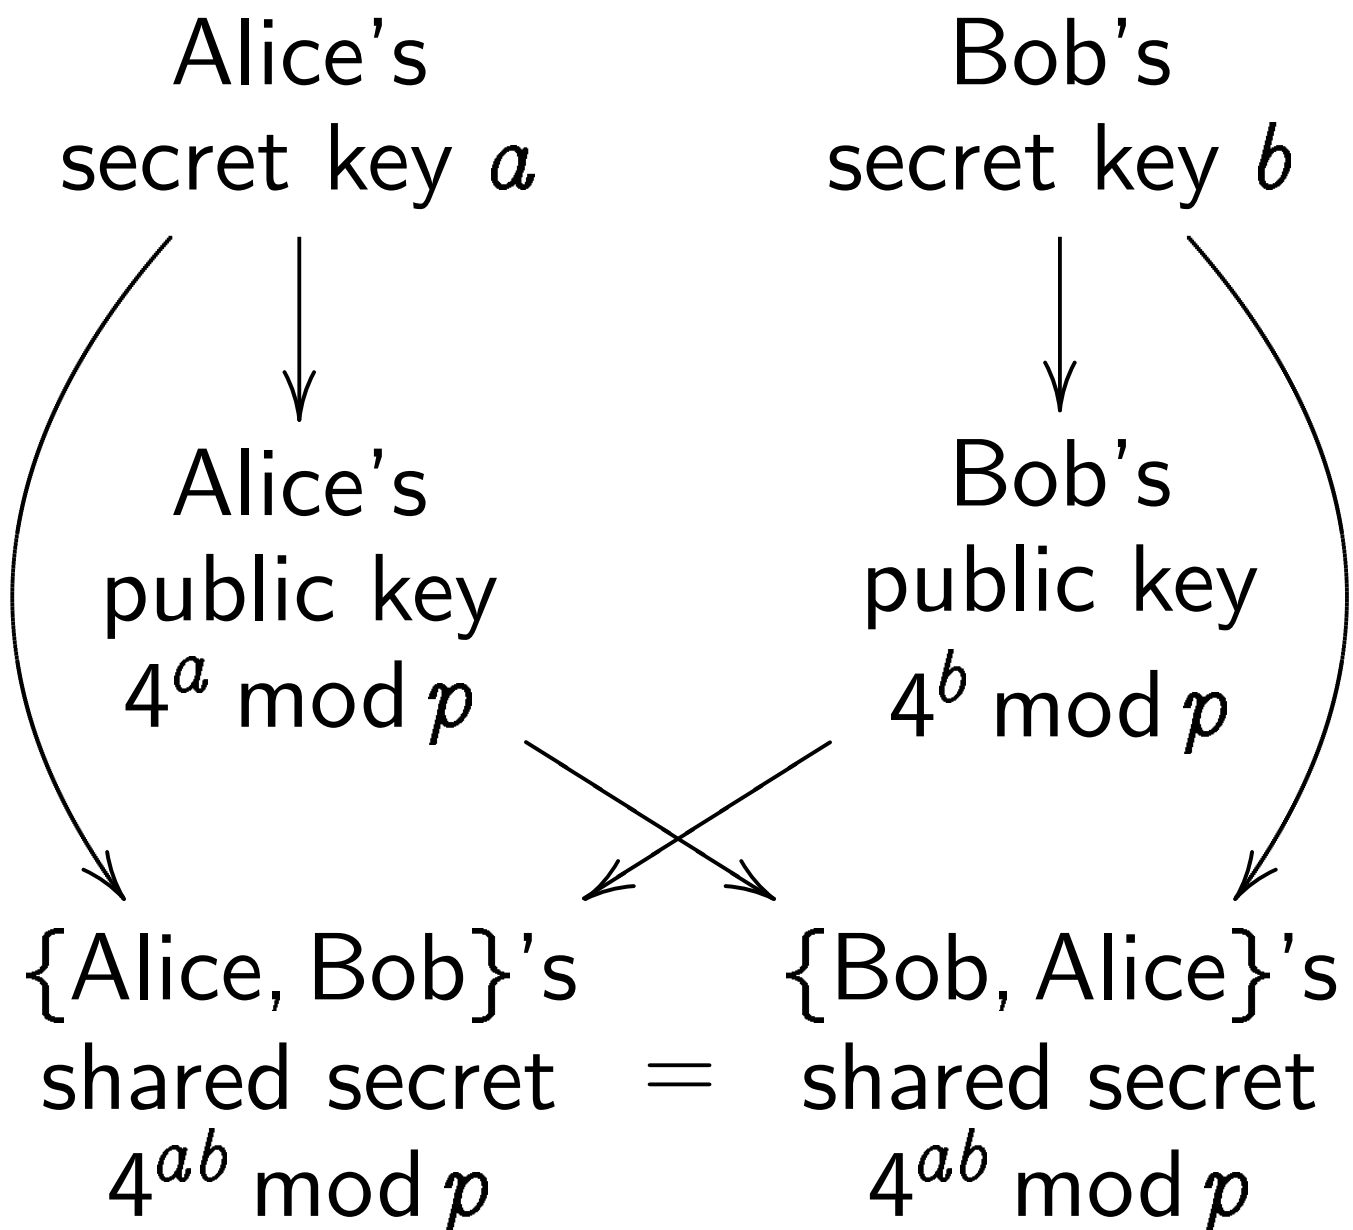 Alice's
secret key a
Bob's
secret key b
Alice's
public key
4^a mod p
Bob's
public key
4^b mod p
{Alice, Bob}'s
shared secret
4^{ab} mod p
=
{Bob, Alice}'s
shared secret
4^{ab} mod p